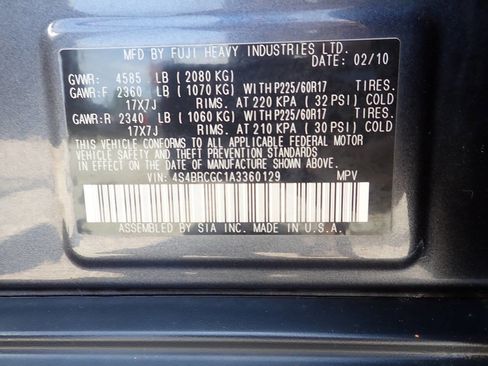 MFD BY FUJI HEAVY INDUSTRIES LTD.
DATE: 02/10
GVWR: 4585 LB (2080 KG)
GAWR:F 2360 LB (1070 KG) WITH P225/60R17 TIRES.
17X7J RIMS. AT 220 KPA (32 PSI) COLD
GAWR:R 2340 LB (1060 KG) WITH P225/60R17 TIRES.
17X7J RIMS. AT 210 KPA (30 PSI) COLD
THIS VEHICLE CONFORMS TO ALL APPLICABLE FEDERAL MOTOR
VEHICLE SAFETY AND THEFT PREVENTION STANDARDS
IN EFFECT ON THE DATE OF MANUFACTURE SHOWN ABOVE.
VIN: 4S4BRCGC1A3360129 MPV
ASSEMBLED BY SIA INC. MADE IN U.S.A.